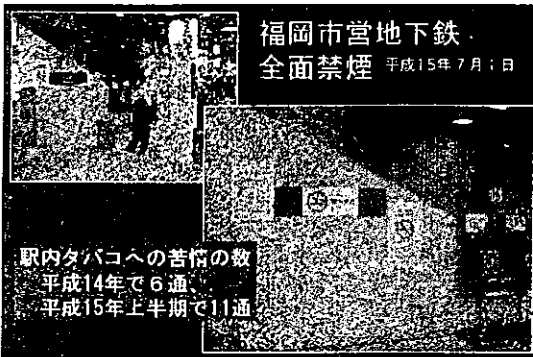 福岡市営地下鉄
全面禁煙 平成15年7月1日
駅内タバコへの苦情の数
平成14年で6通、
平成15年上半期で11通